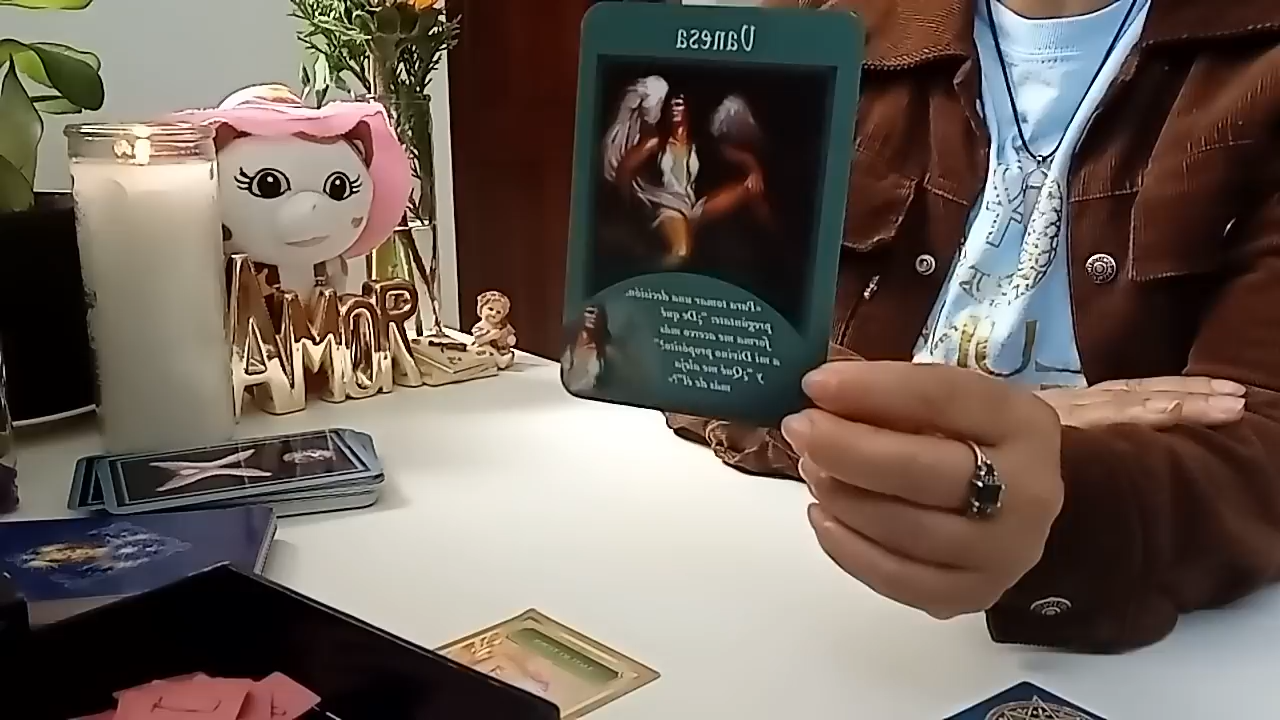 Vanesa
«Para tomar una decisión,
pregúntate: "¿De qué
forma me acerco más
a mi Divino propósito?"
y "¿Qué me aleja
más de él"?»
AMOR